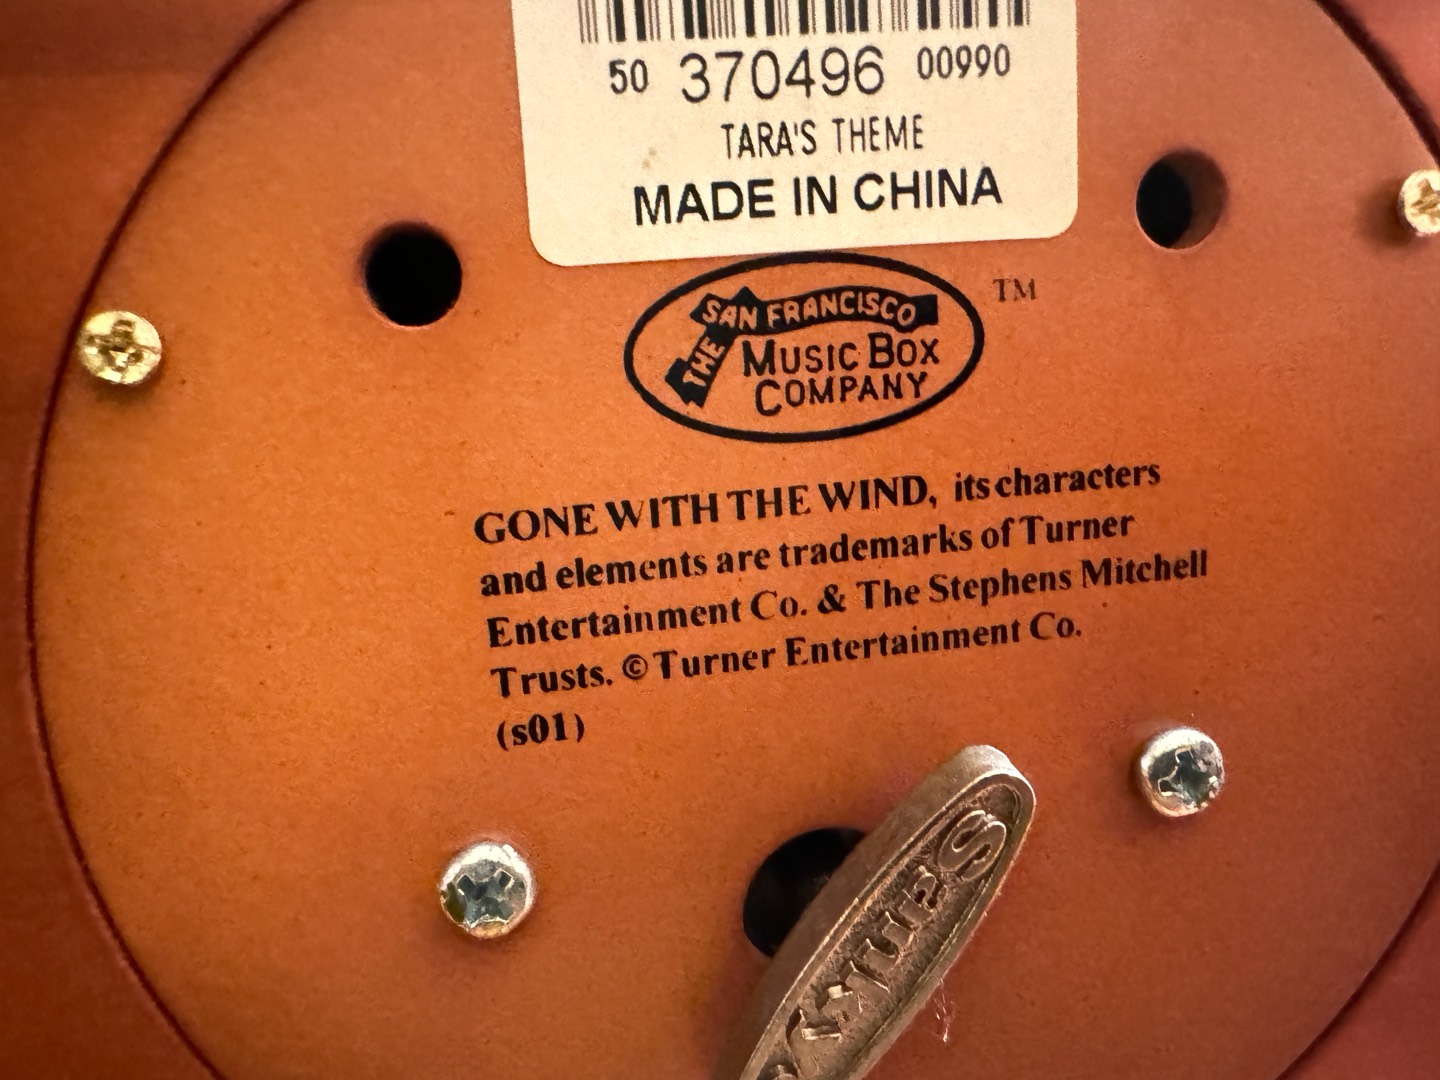 50 370496 00990
TARA'S THEME
MADE IN CHINA
THE SAN FRANCISCO
MUSIC BOX
COMPANY
TM
GONE WITH THE WIND, its characters
and elements are trademarks of Turner
Entertainment Co. & The Stephens Mitchell
Trusts. © Turner Entertainment Co.
(s01)